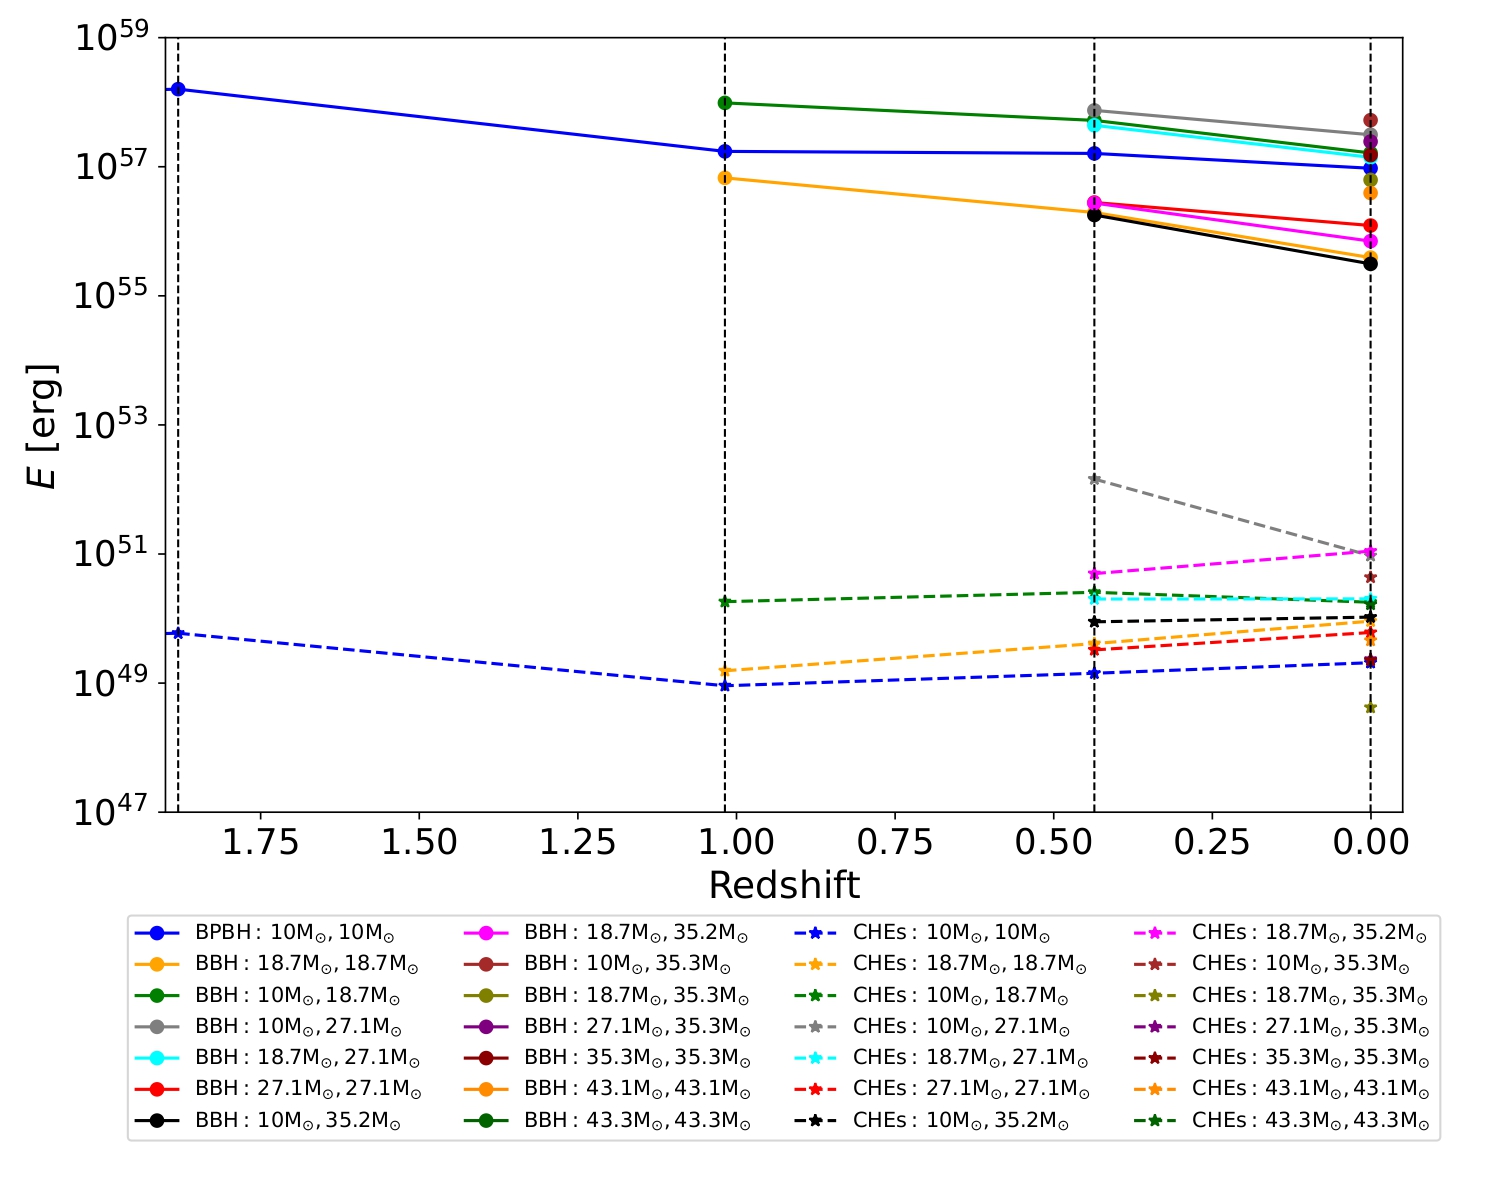 10^59
10^57
10^55
10^53
10^51
10^49
10^47
E [erg]
1.75 1.50 1.25 1.00 0.75 0.50 0.25 0.00
Redshift
BPBH : 10M⊙, 10M⊙
BBH : 18.7M⊙, 18.7M⊙
BBH : 10M⊙, 18.7M⊙
BBH : 10M⊙, 27.1M⊙
BBH : 18.7M⊙, 27.1M⊙
BBH : 27.1M⊙, 27.1M⊙
BBH : 10M⊙, 35.2M⊙
BBH : 18.7M⊙, 35.2M⊙
BBH : 10M⊙, 35.3M⊙
BBH : 18.7M⊙, 35.3M⊙
BBH : 27.1M⊙, 35.3M⊙
BBH : 35.3M⊙, 35.3M⊙
BBH : 43.1M⊙, 43.1M⊙
BBH : 43.3M⊙, 43.3M⊙
CHEs : 10M⊙, 10M⊙
CHEs : 18.7M⊙, 18.7M⊙
CHEs : 10M⊙, 18.7M⊙
CHEs : 10M⊙, 27.1M⊙
CHEs : 18.7M⊙, 27.1M⊙
CHEs : 27.1M⊙, 27.1M⊙
CHEs : 10M⊙, 35.2M⊙
CHEs : 18.7M⊙, 35.2M⊙
CHEs : 10M⊙, 35.3M⊙
CHEs : 18.7M⊙, 35.3M⊙
CHEs : 27.1M⊙, 35.3M⊙
CHEs : 35.3M⊙, 35.3M⊙
CHEs : 43.1M⊙, 43.1M⊙
CHEs : 43.3M⊙, 43.3M⊙